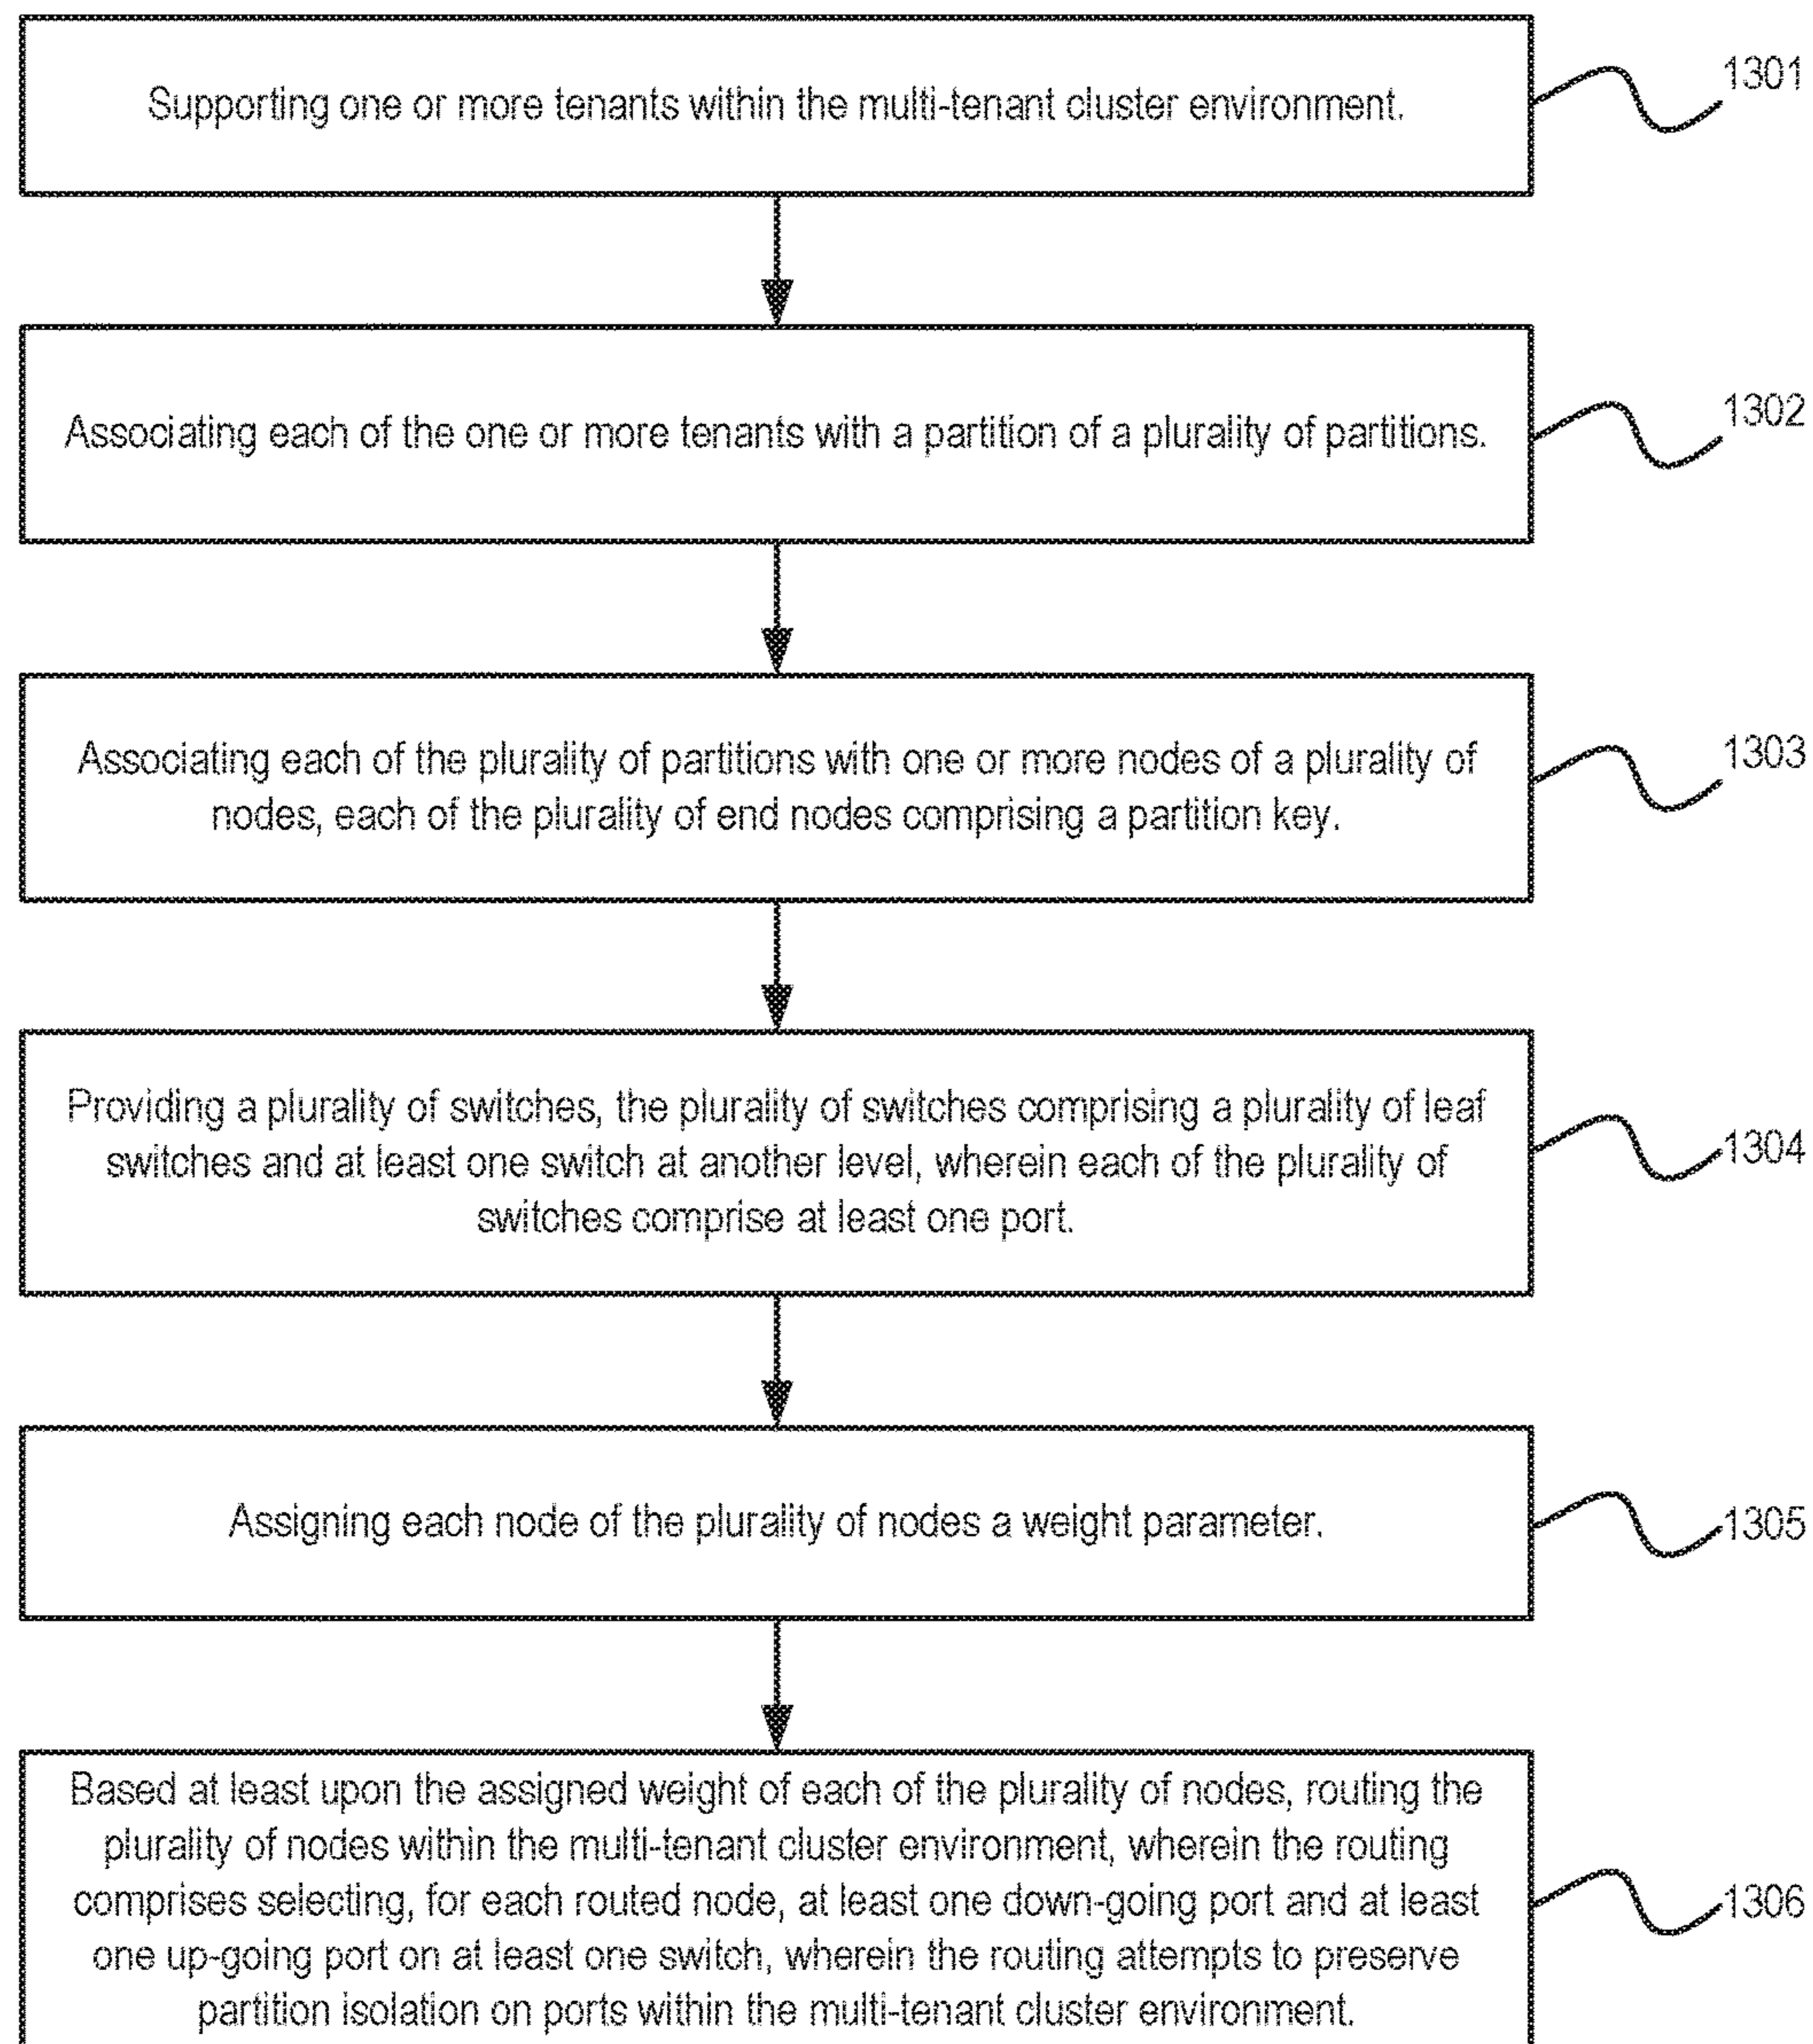 Supporting one or more tenants within the multi-tenant cluster environment.
1301
Associating each of the one or more tenants with a partition of a plurality of partitions.
1302
Associating each of the plurality of partitions with one or more nodes of a plurality of
nodes, each of the plurality of end nodes comprising a partition key.
1303
Providing a plurality of switches, the plurality of switches comprising a plurality of leaf
switches and at least one switch at another level, wherein each of the plurality of
switches comprise at least one port.
1304
Assigning each node of the plurality of nodes a weight parameter.
1305
Based at least upon the assigned weight of each of the plurality of nodes, routing the
plurality of nodes within the multi-tenant cluster environment, wherein the routing
comprises selecting, for each routed node, at least one down-going port and at least
one up-going port on at least one switch, wherein the routing attempts to preserve
partition isolation on ports within the multi-tenant cluster environment.
1306